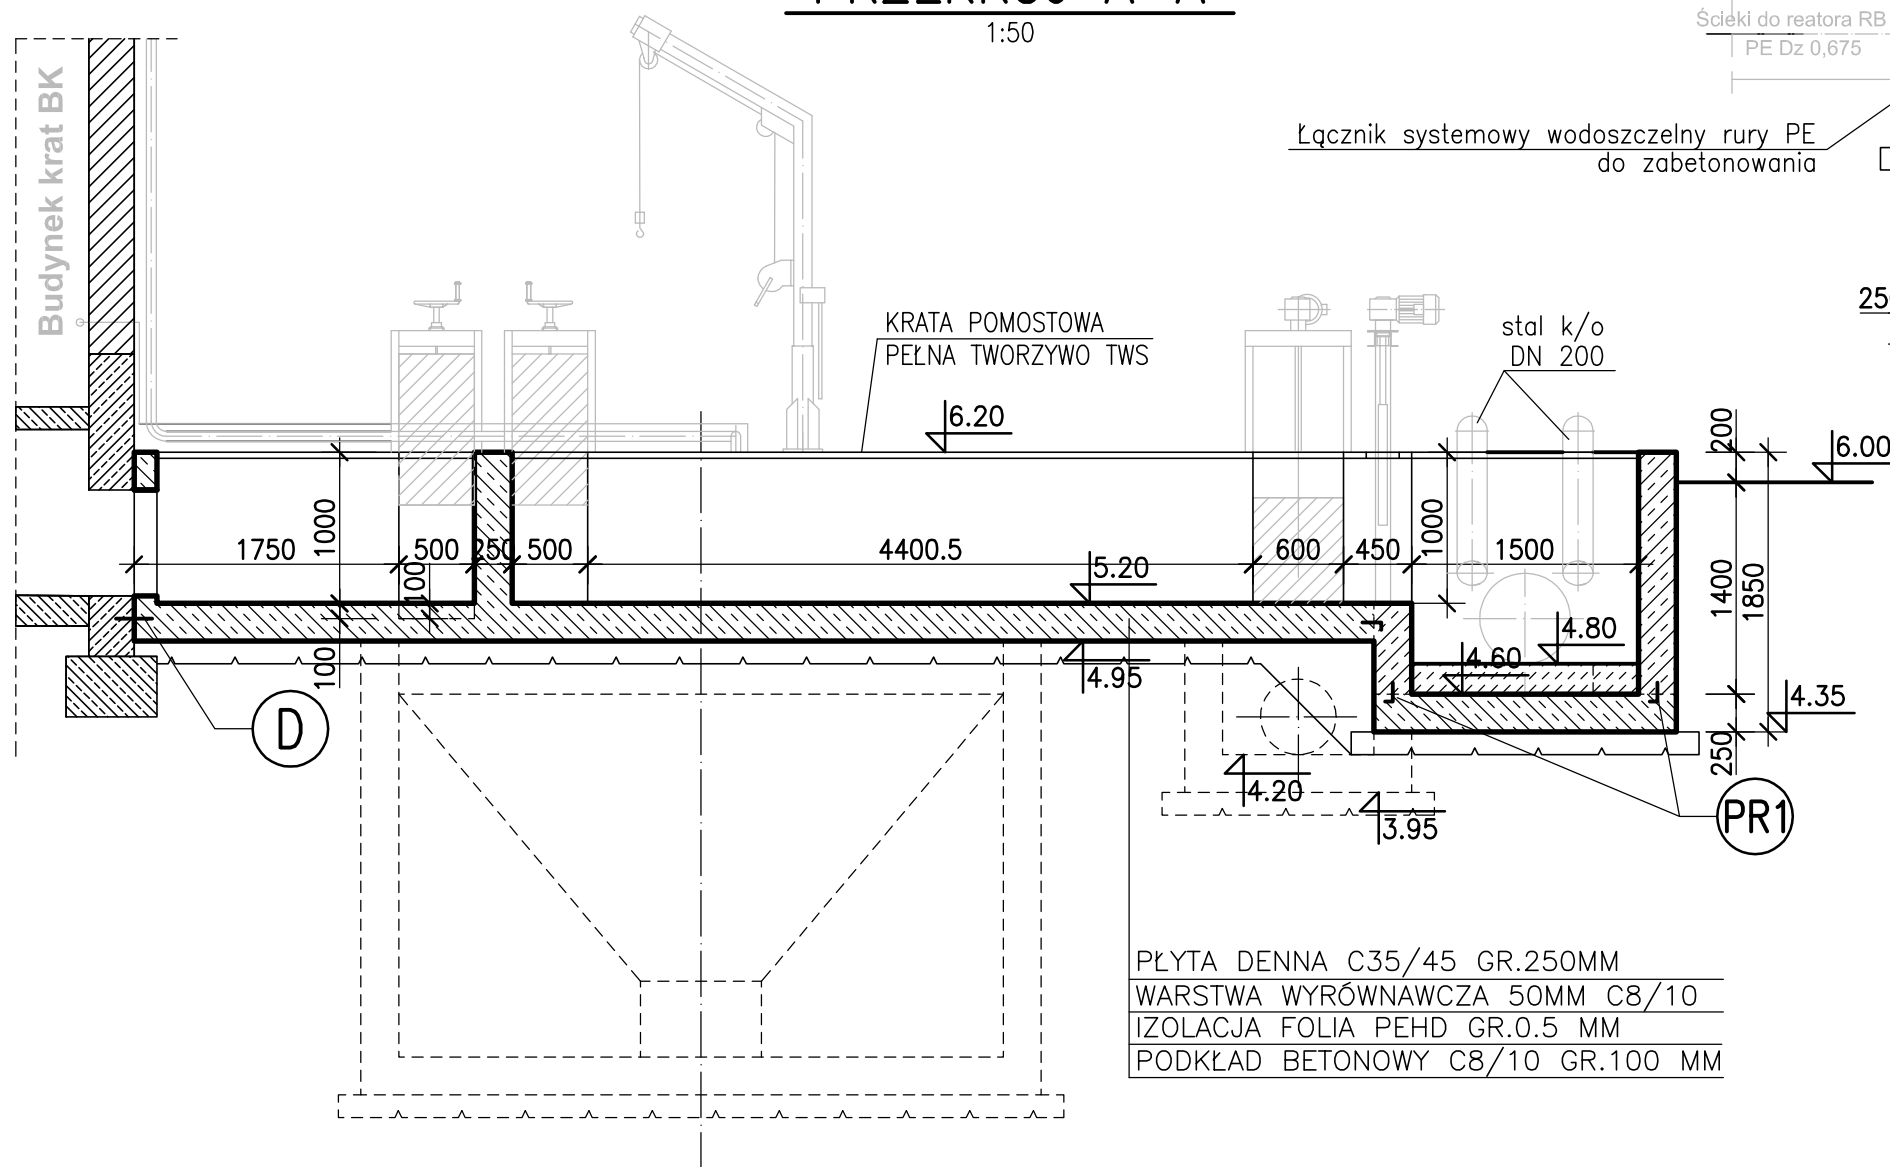 PRZEKRÓJ A-A
1:50
Ścieki do reatora RB
PE Dz 0,675
Łącznik systemowy wodoszczelny rury PE
do zabetonowania
Budynek krat BK
25
KRATA POMOSTOWA
PEŁNA TWORZYWO TWS
stal k/o
DN 200
6.20
6.00
200
1000
1000
1750
500
250
500
4400.5
600
450
1500
100
5.20
1400
1850
4.80
4.60
100
4.95
4.35
D
250
4.20
3.95
PR1
PŁYTA DENNA C35/45 GR.250MM
WARSTWA WYRÓWNAWCZA 50MM C8/10
IZOLACJA FOLIA PEHD GR.0.5 MM
PODKŁAD BETONOWY C8/10 GR.100 MM